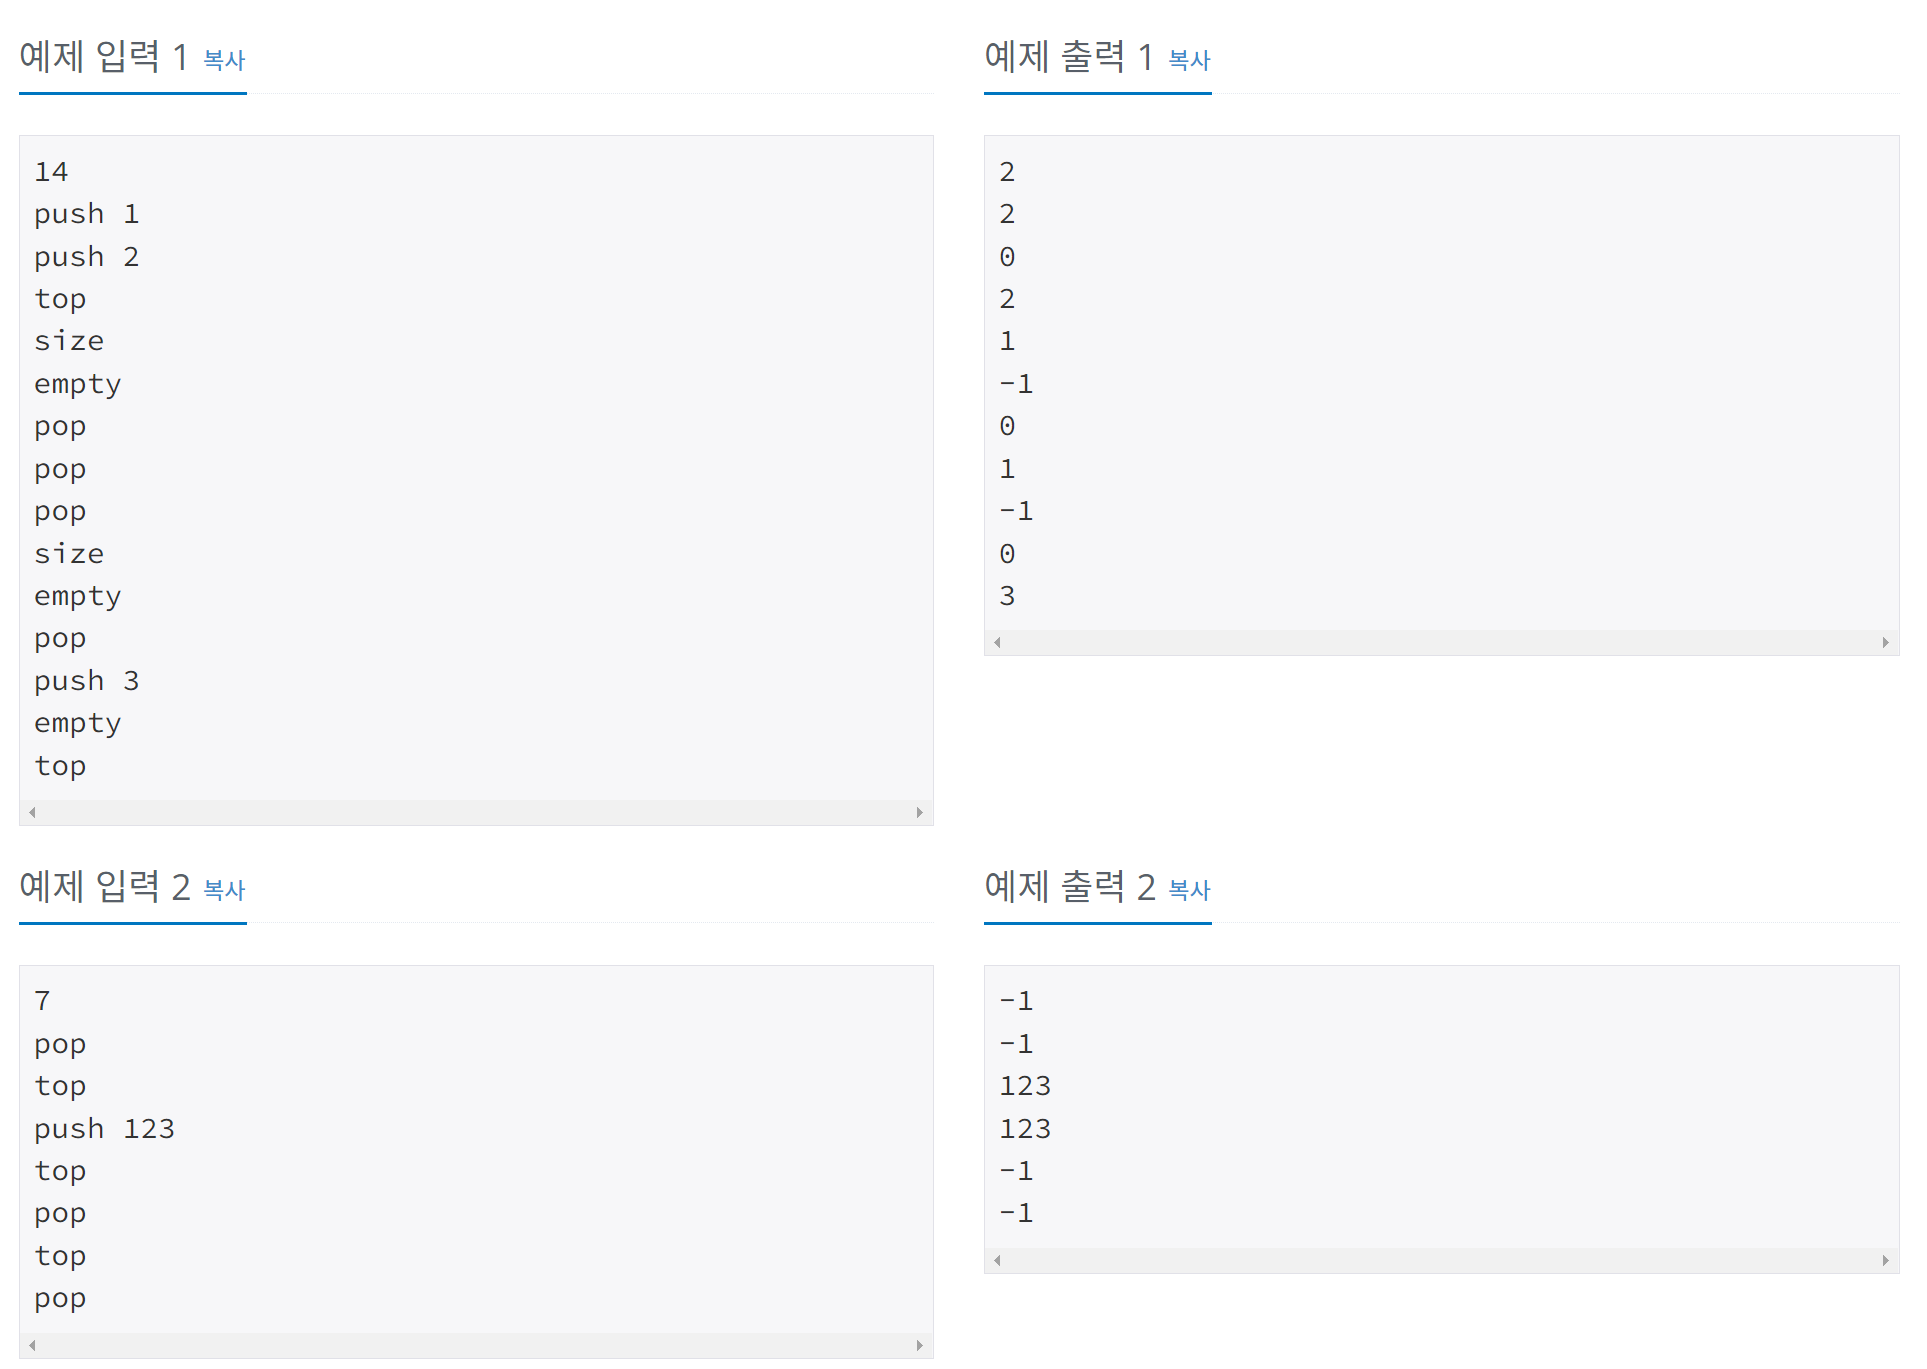 예제 입력 1 복사
14
push 1
push 2
top
size
empty
pop
pop
pop
size
empty
pop
push 3
empty
top
예제 출력 1 복사
2
2
0
2
1
-1
0
1
-1
0
3
예제 입력 2 복사
7
pop
top
push 123
top
pop
top
pop
예제 출력 2 복사
-1
-1
123
123
-1
-1